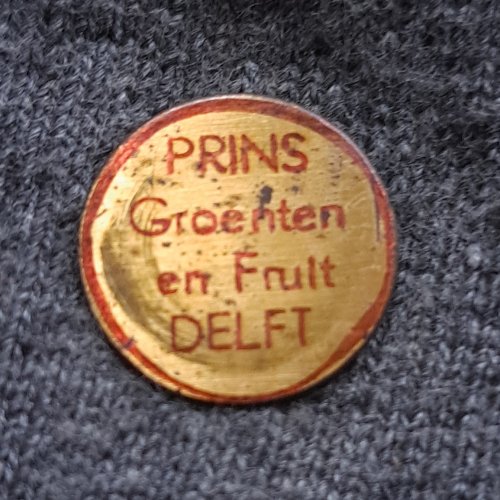 PRINS
Groenten
en Fruit
DELFT